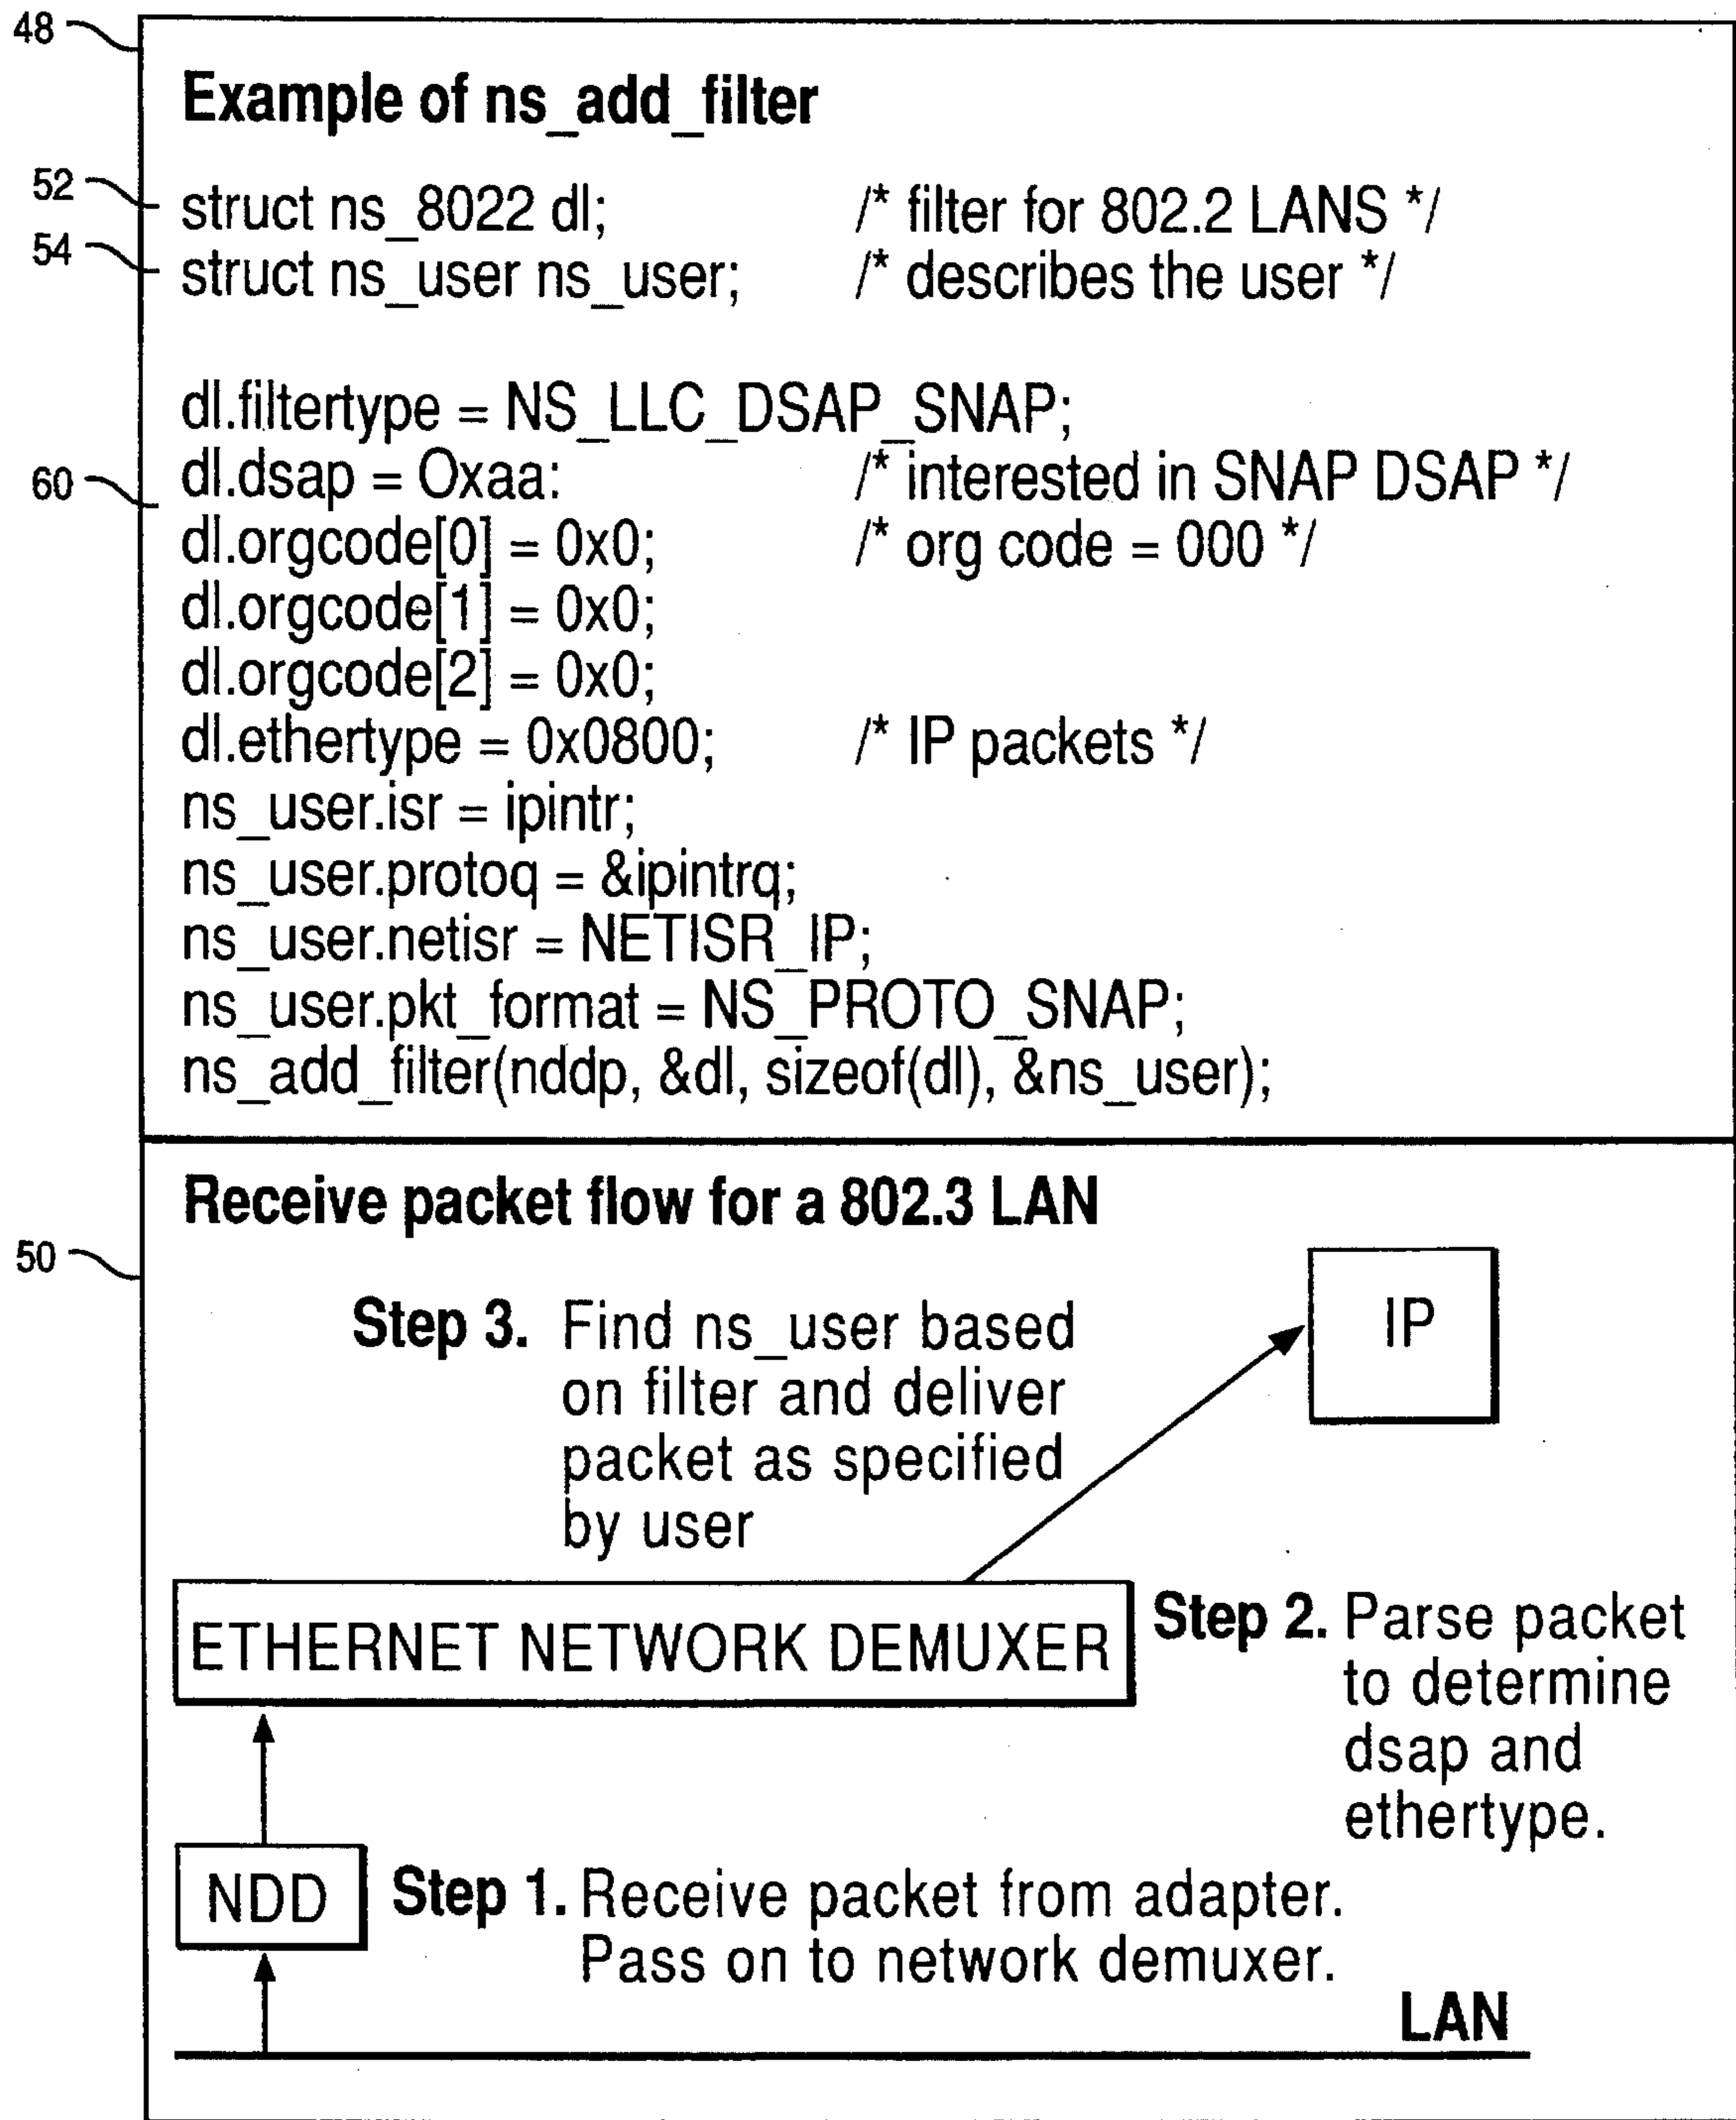 48
Example of ns_add_filter
52
struct ns_8022 dl; /* filter for 802.2 LANS */
54
struct ns_user ns_user; /* describes the user */
dl.filtertype = NS_LLC_DSAP_SNAP;
60
dl.dsap = Oxaa: /* interested in SNAP DSAP */
dl.orgcode[0] = 0x0; /* org code = 000 */
dl.orgcode[1] = 0x0;
dl.orgcode[2] = 0x0;
dl.ethertype = 0x0800; /* IP packets */
ns_user.isr = ipintr;
ns_user.protoq = &ipintrq;
ns_user.netisr = NETISR_IP;
ns_user.pkt_format = NS_PROTO_SNAP;
ns_add_filter(nddp, &dl, sizeof(dl), &ns_user);
Receive packet flow for a 802.3 LAN
50
Step 3. Find ns_user based
on filter and deliver
packet as specified
by user
IP
ETHERNET NETWORK DEMUXER
Step 2. Parse packet
to determine
dsap and
ethertype.
NDD
Step 1. Receive packet from adapter.
Pass on to network demuxer.
LAN